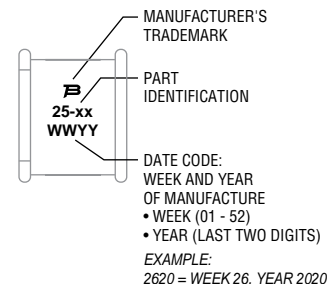 MANUFACTURER'S
TRADEMARK
PART
IDENTIFICATION
25-xx
WWYY
DATE CODE:
WEEK AND YEAR
OF MANUFACTURE
• WEEK (01 - 52)
• YEAR (LAST TWO DIGITS)
EXAMPLE:
2620 = WEEK 26, YEAR 2020